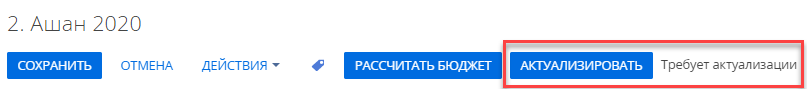 2. Ашан 2020
СОХРАНИТЬ ОТМЕНА ДЕЙСТВИЯ РАССЧИТАТЬ БЮДЖЕТ АКТУАЛИЗИРОВАТЬ Требует актуализации